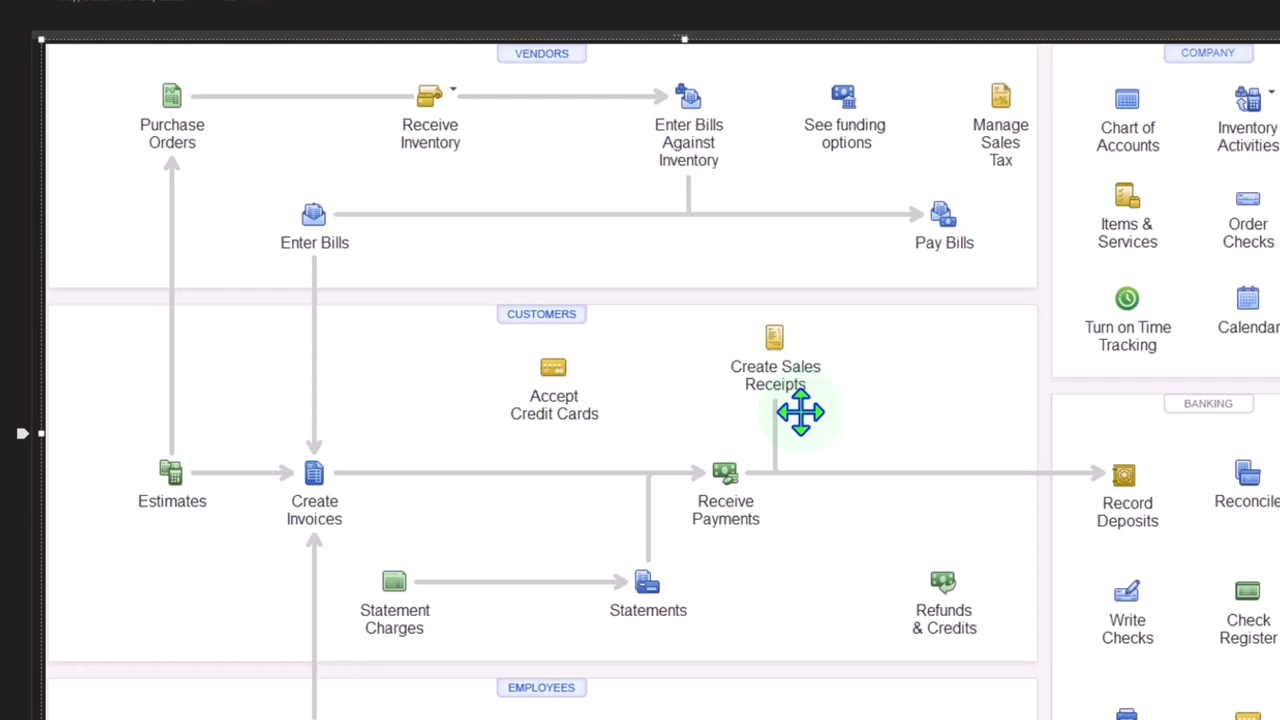 VENDORS
Purchase
Orders
Receive
Inventory
Enter Bills
Against
Inventory
See funding
options
Manage
Sales
Tax
Enter Bills
Pay Bills
CUSTOMERS
Create Sales
Receipts
Accept
Credit Cards
Estimates
Create
Invoices
Receive
Payments
Statement
Charges
Statements
Refunds
& Credits
EMPLOYEES
COMPANY
Chart of
Accounts
Inventory
Activities
Items &
Services
Order
Checks
Turn on Time
Tracking
Calendar
BANKING
Record
Deposits
Reconcile
Write
Checks
Check
Register